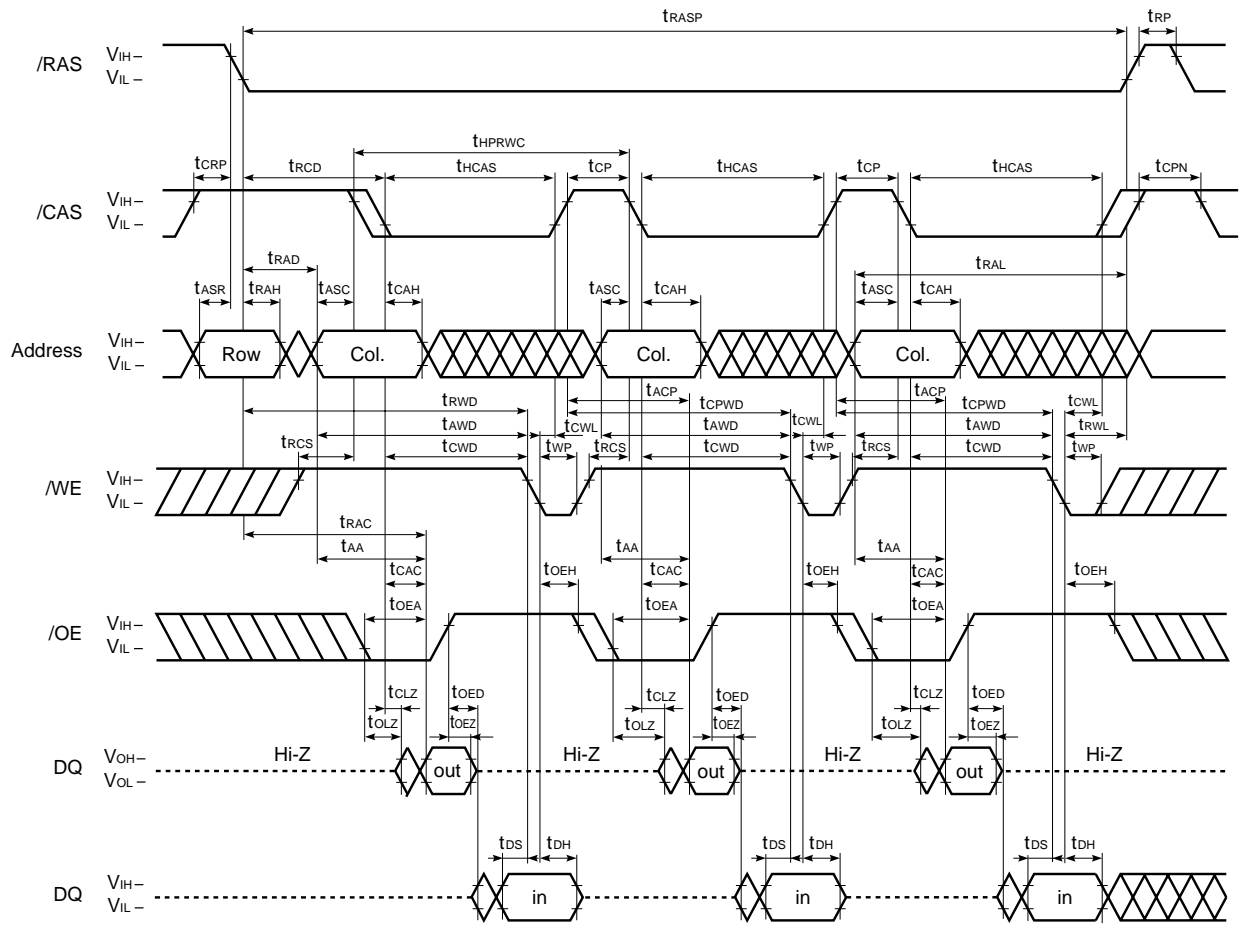 tRASP tRP
/RAS VIH – VIL –
tHPRWC
tCRP tRCD tHCAS tCP tHCAS tCP tHCAS tCPN
/CAS VIH – VIL –
tRAD tRAL
tASR tRAH tASC tCAH tASC tCAH tASC tCAH
Address VIH – VIL – Row Col. Col. Col.
tACP tACP
tRWD tCPWD tCPWD tCWL
tAWD tCWL tAWD tCWL tAWD tRWL
tRCS tCWD tWP tRCS tCWD tWP tRCS tCWD tWP
/WE VIH – VIL –
tRAC
tAA tAA tAA
tCAC tOEH tCAC tOEH tCAC tOEH
tOEA tOEA tOEA
/OE VIH – VIL –
tCLZ tOED tCLZ tOED tCLZ tOED
tOLZ tOEZ tOLZ tOEZ tOLZ tOEZ
DQ VOH – VOL – Hi-Z out Hi-Z out Hi-Z out Hi-Z
tDS tDH tDS tDH tDS tDH
DQ VIH – VIL – in in in